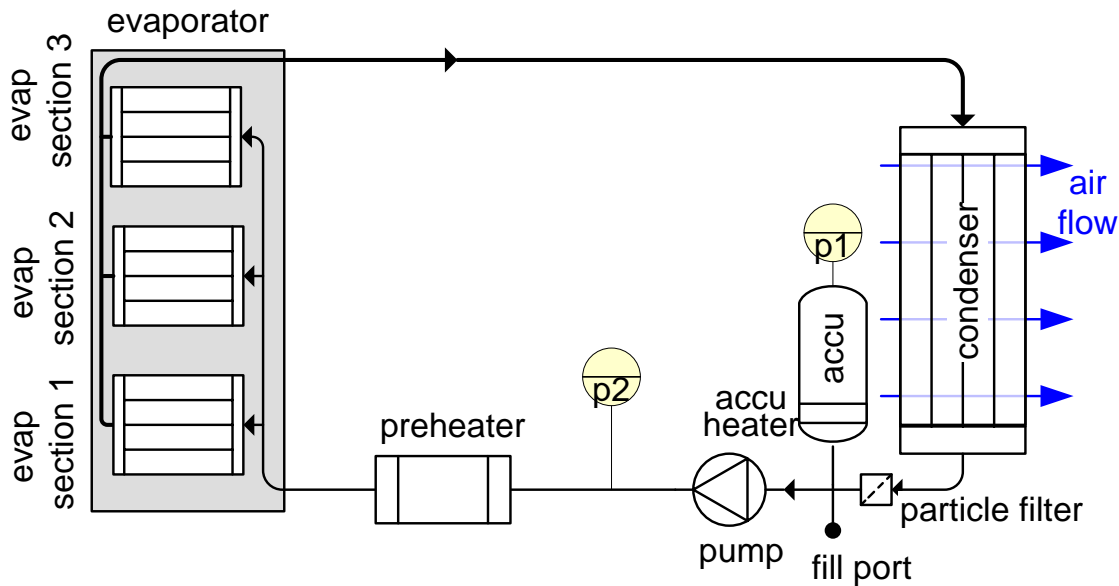 evaporator
evap
section 3
evap
section 2
evap
section 1
preheater
p2
p1
accu
accu
heater
pump
fill port
particle filter
condenser
air
flow